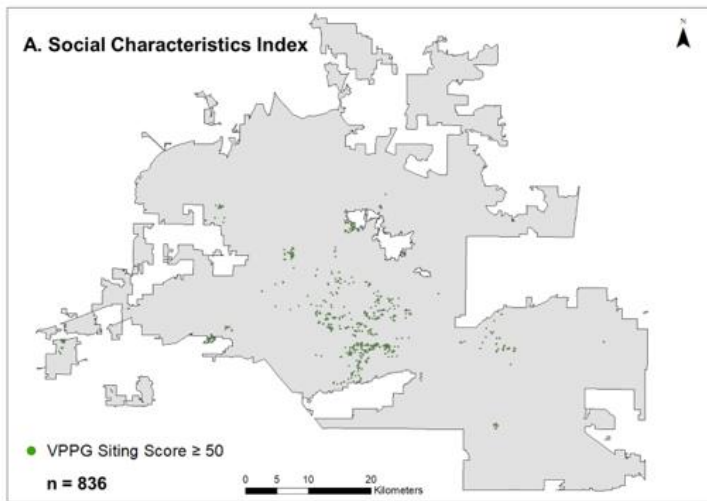 N
A. Social Characteristics Index
VPPG Siting Score ≥ 50
n = 836
0 5 10 20
Kilometers